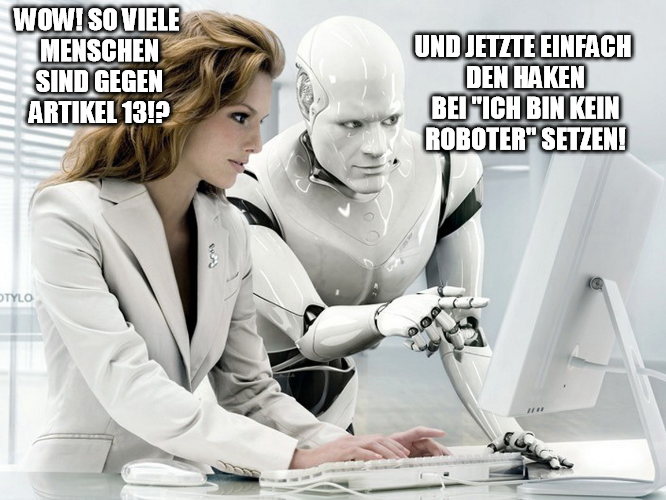 WOW! SO VIELE
MENSCHEN
SIND GEGEN
ARTIKEL 13!?
UND JETZTE EINFACH
DEN HAKEN
BEI "ICH BIN KEIN
ROBOTER" SETZEN!
OTYLO